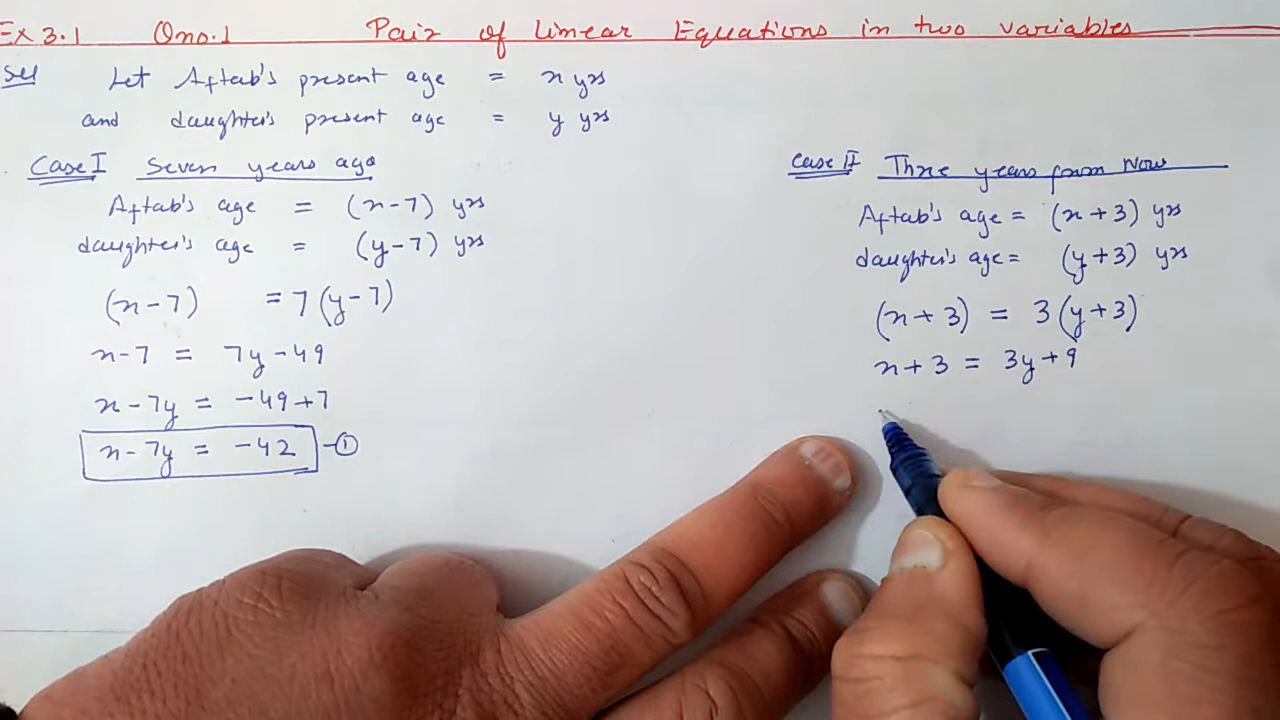 Ex 3.1 Qno.1 Pair of linear Equations in two variables
Sol Let Aftab's present age = x yrs
and daughter's present age = y yrs
Case I Seven years ago
Aftab's age = (x-7) yrs
daughter's age = (y-7) yrs
(x-7) = 7(y-7)
x-7 = 7y-49
x-7y = -49+7
x-7y = -42 -①
Case II Three years from Now
Aftab's age = (x+3) yrs
daughter's age = (y+3) yrs
(x+3) = 3(y+3)
x+3 = 3y+9